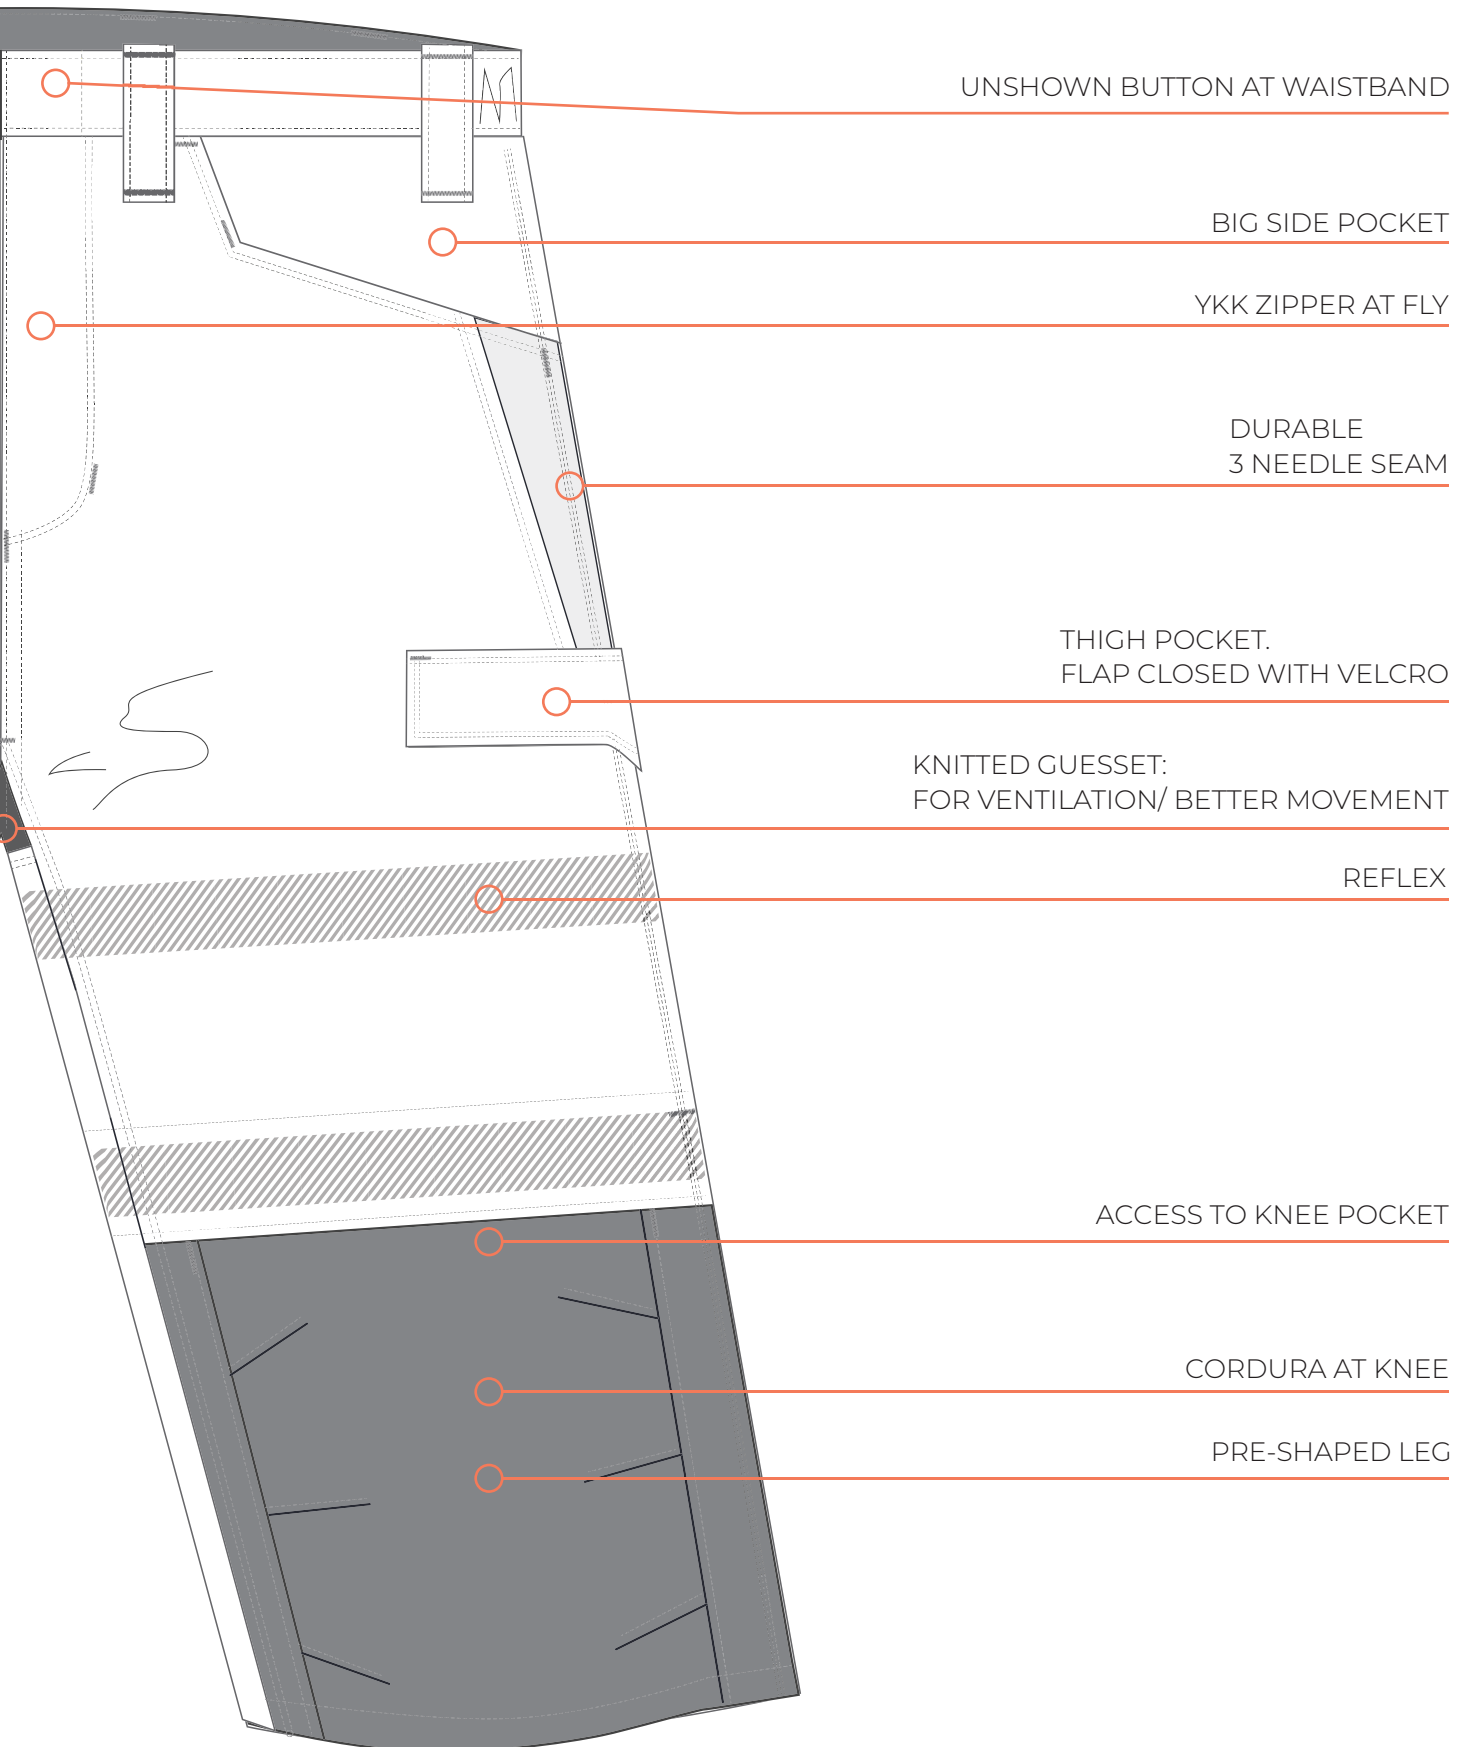 UNSHOWN BUTTON AT WAISTBAND
BIG SIDE POCKET
YKK ZIPPER AT FLY
DURABLE
3 NEEDLE SEAM
THIGH POCKET.
FLAP CLOSED WITH VELCRO
KNITTED GUESSET:
FOR VENTILATION/ BETTER MOVEMENT
REFLEX
ACCESS TO KNEE POCKET
CORDURA AT KNEE
PRE-SHAPED LEG